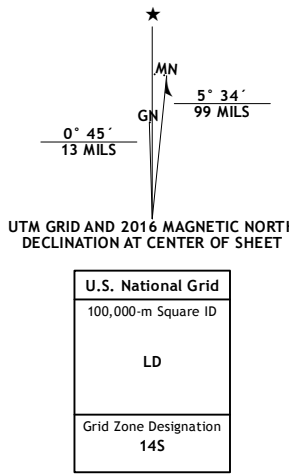 MN
GN
5° 34´
99 MILS
0° 45´
13 MILS
UTM GRID AND 2016 MAGNETIC NORTH
DECLINATION AT CENTER OF SHEET
U.S. National Grid
100,000-m Square ID
LD
Grid Zone Designation
14S